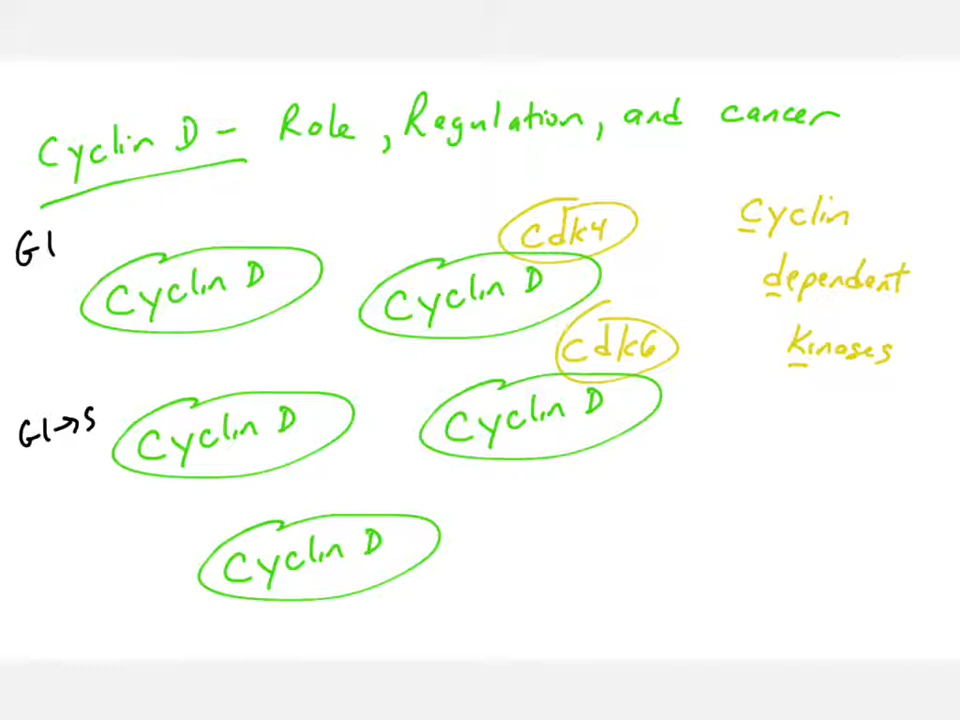 Cyclin D - Role, Regulation, and cancer
G1
Cyclin D
Cyclin D
cdk4
Cyclin
dependent
kinases
cdk6
G1→S
Cyclin D
Cyclin D
Cyclin D